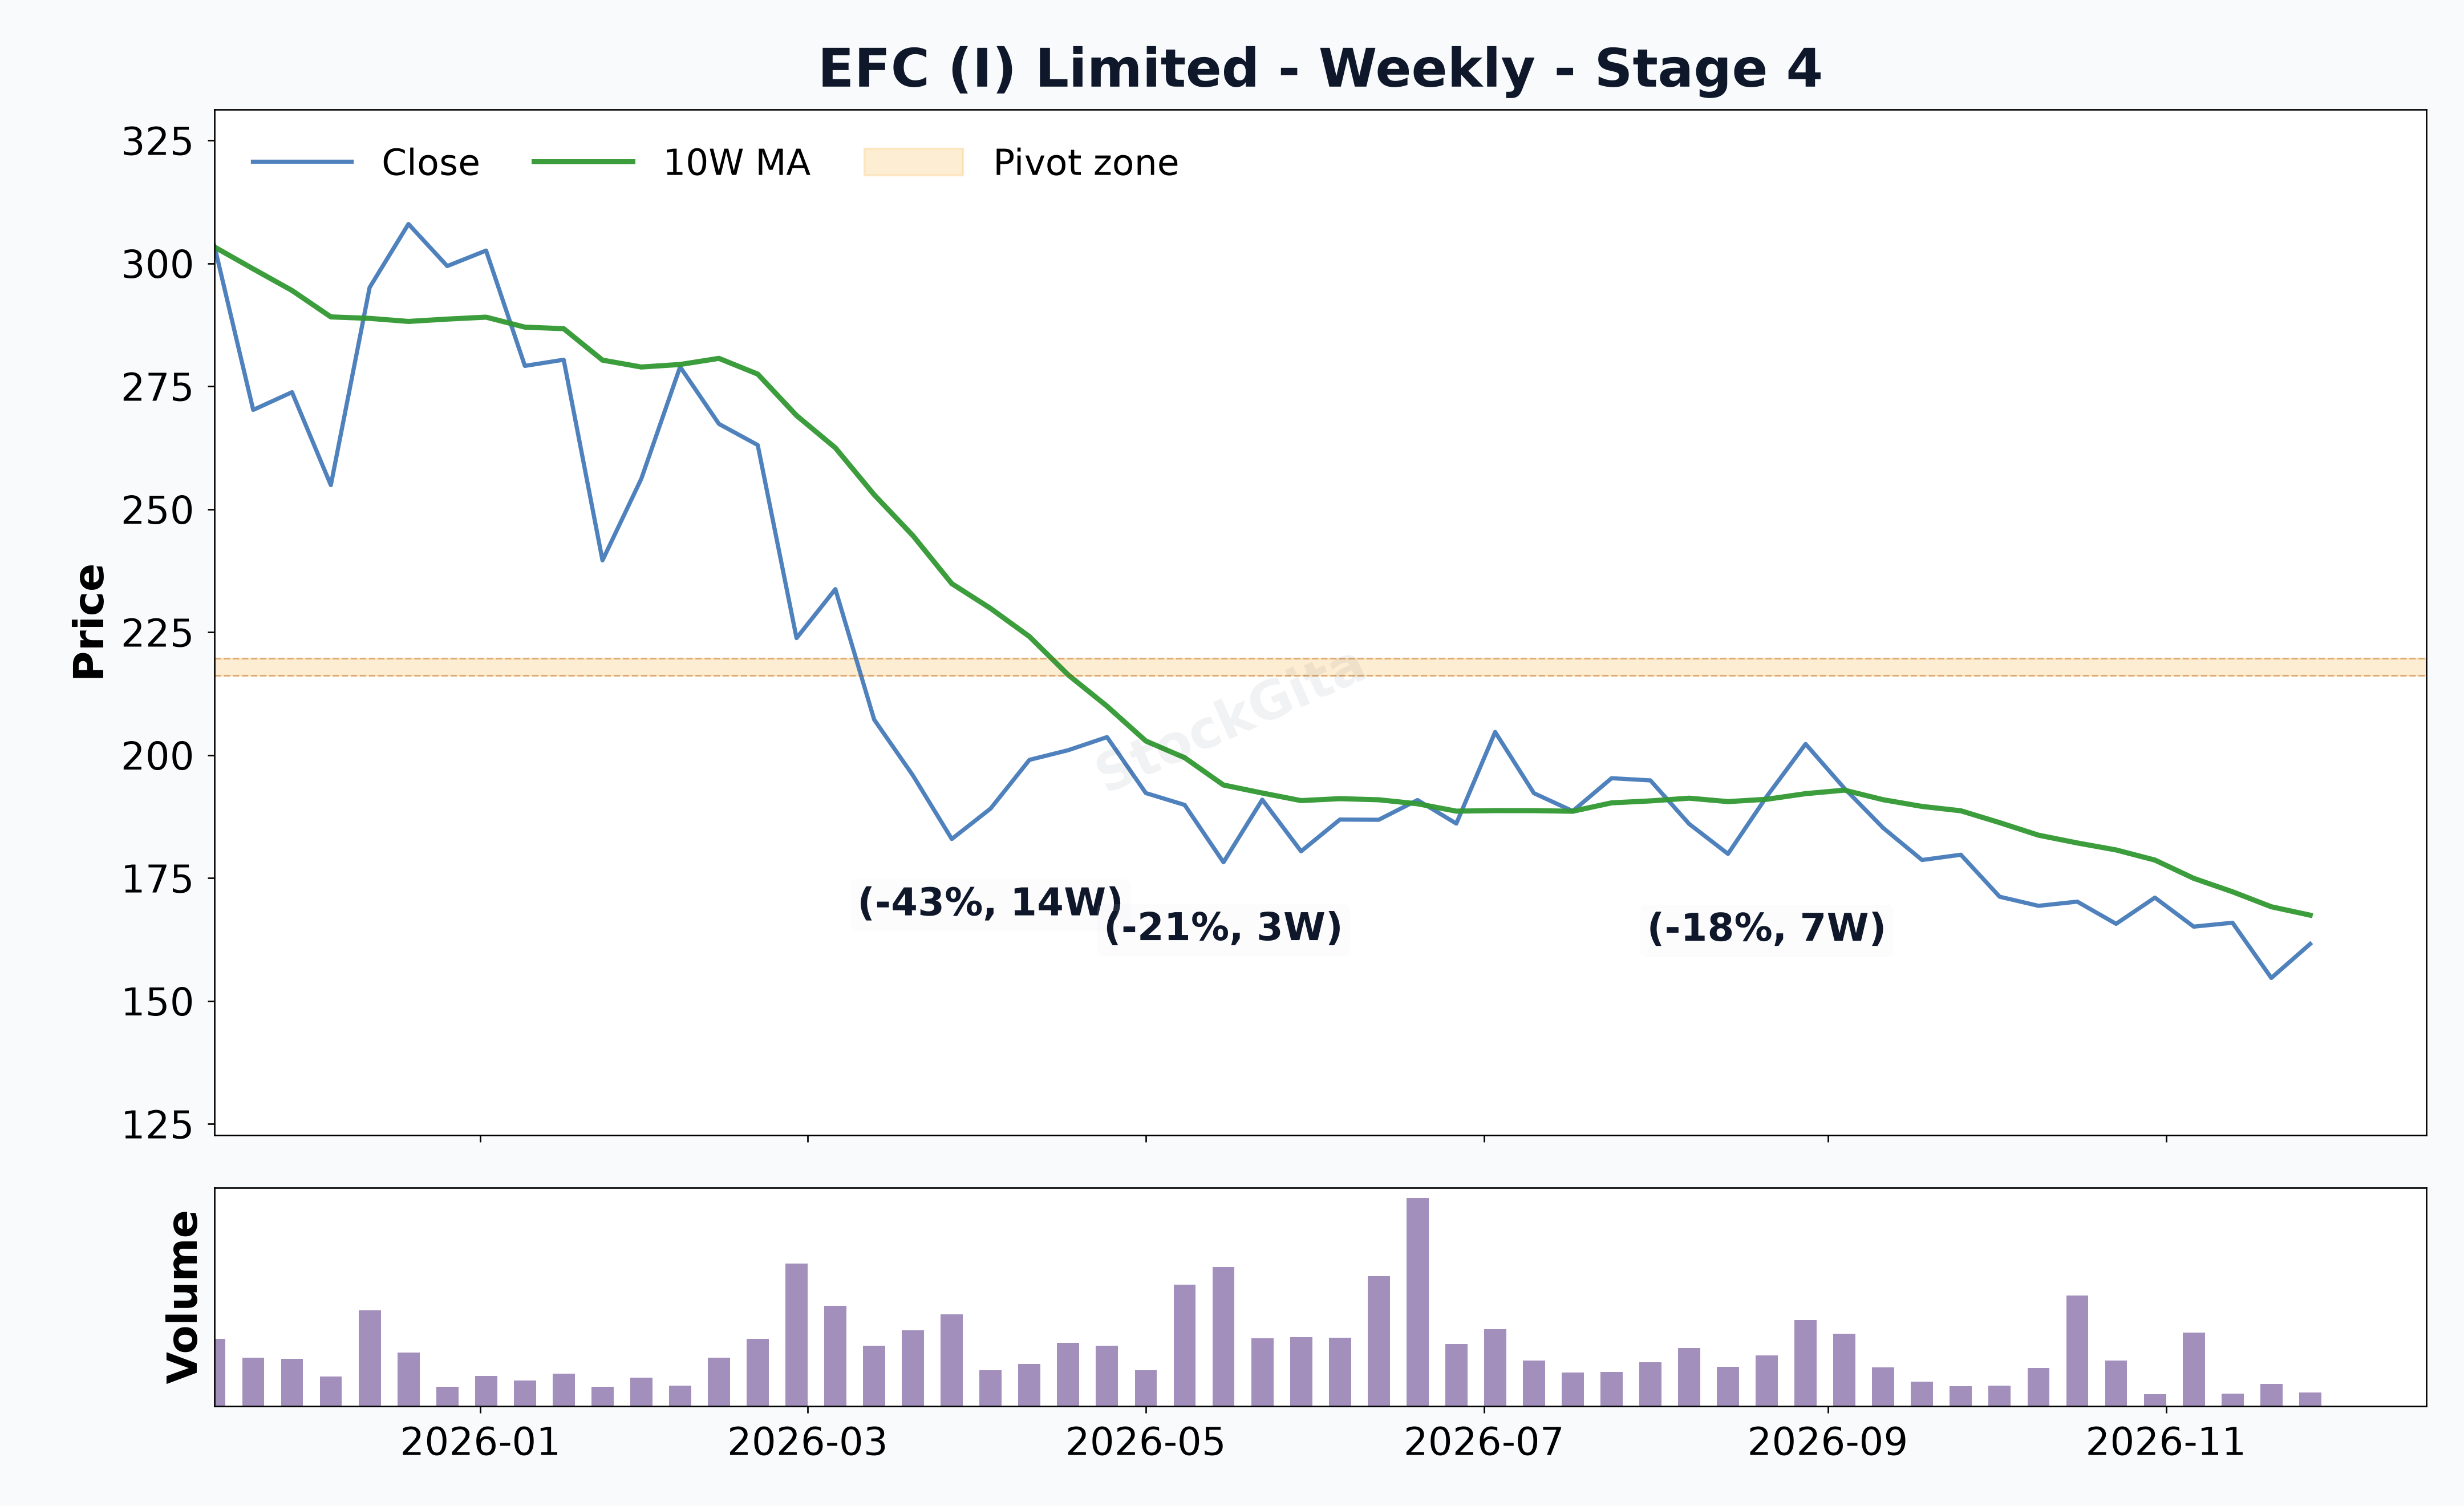 EFC (I) Limited - Weekly - Stage 4
Close
10W MA
Pivot zone
Price
325
300
275
250
225
200
175
150
125
StockGita
(-43%, 14W)
(-21%, 3W)
(-18%, 7W)
Volume
2026-01
2026-03
2026-05
2026-07
2026-09
2026-11